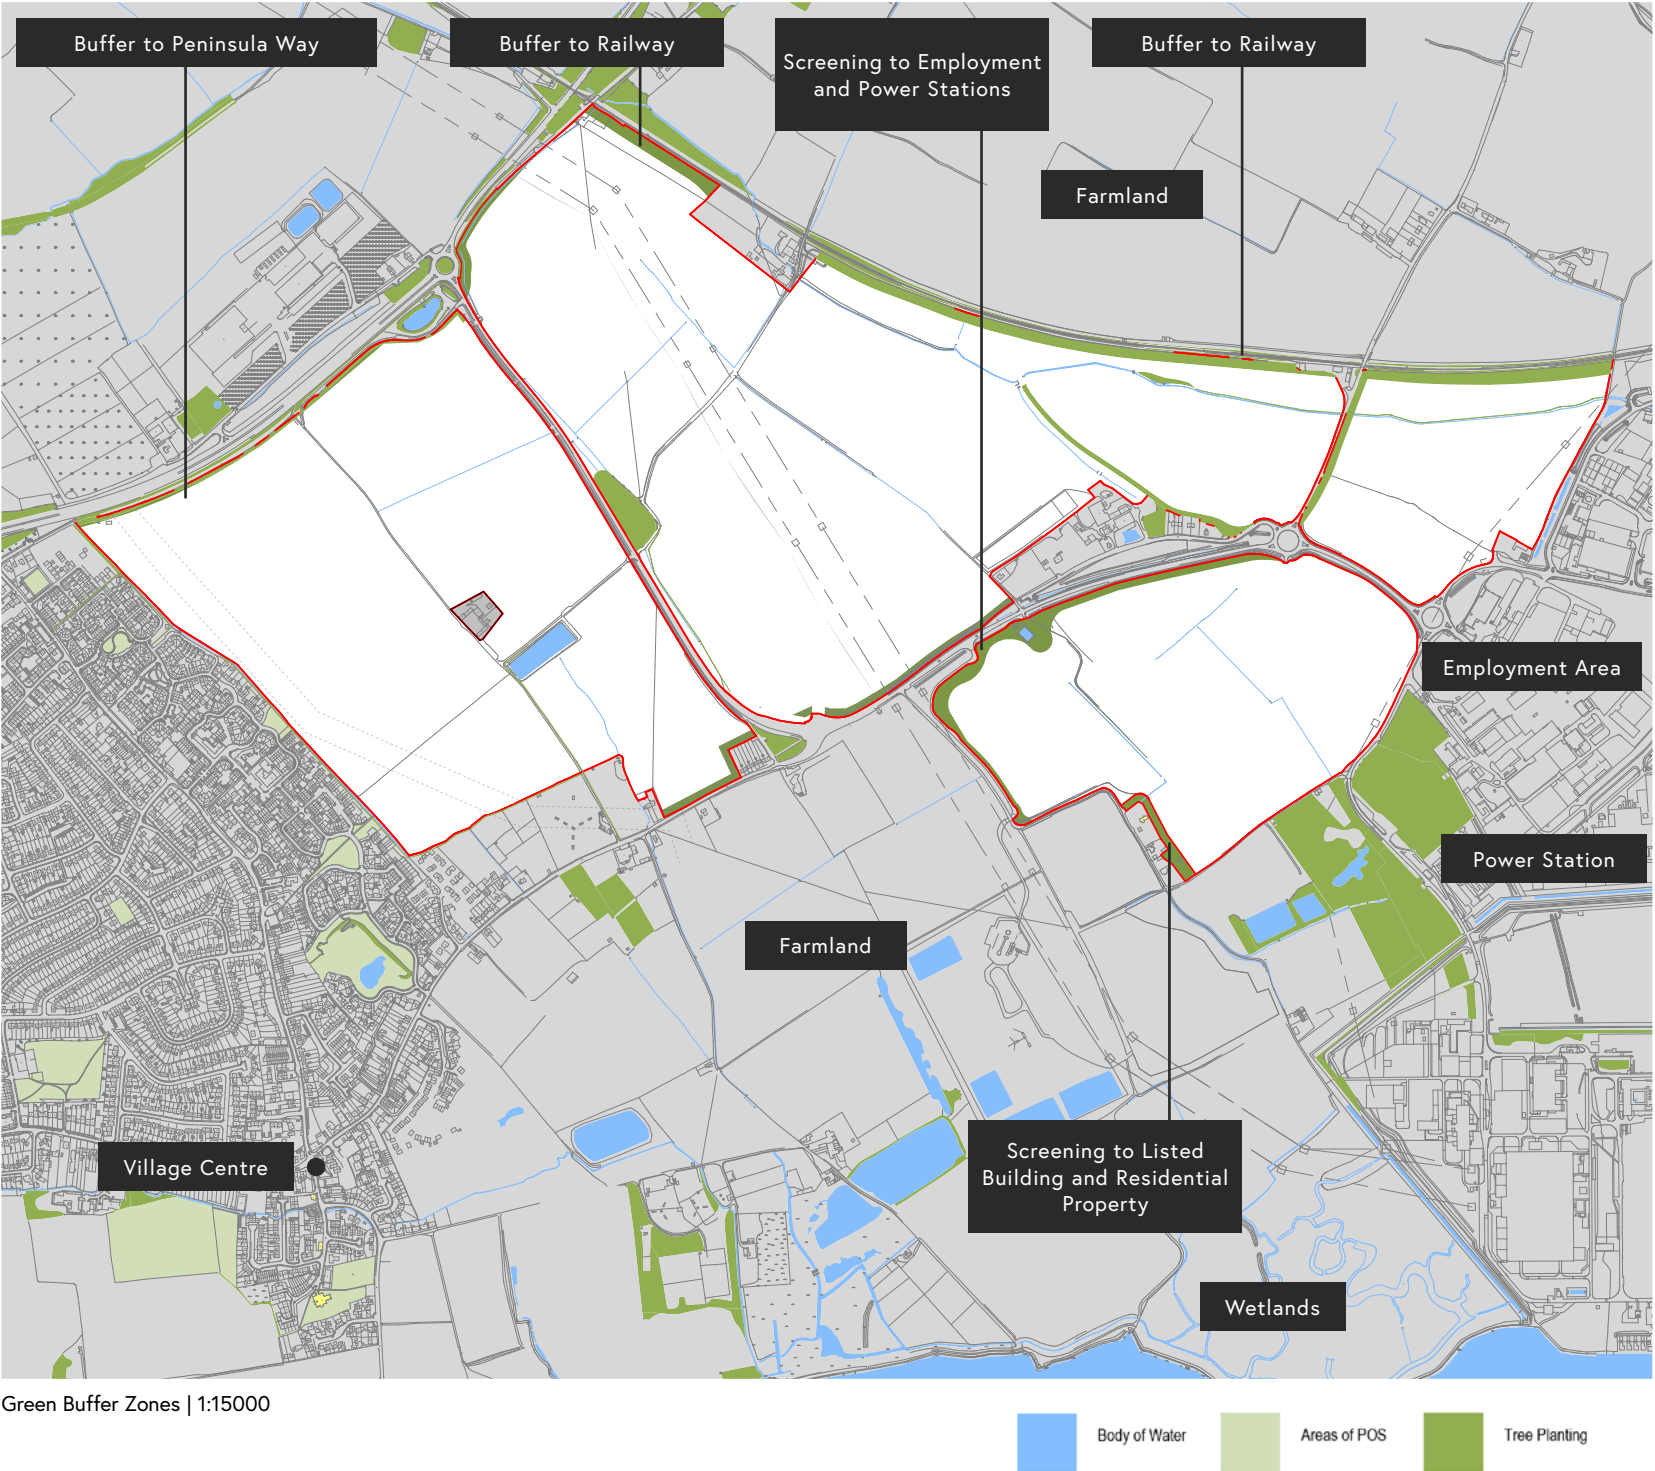 Buffer to Peninsula Way
Buffer to Railway
Screening to Employment
and Power Stations
Buffer to Railway
Farmland
Employment Area
Power Station
Farmland
Village Centre
Screening to Listed
Building and Residential
Property
Wetlands
Green Buffer Zones | 1:15000
Body of Water
Areas of POS
Tree Planting